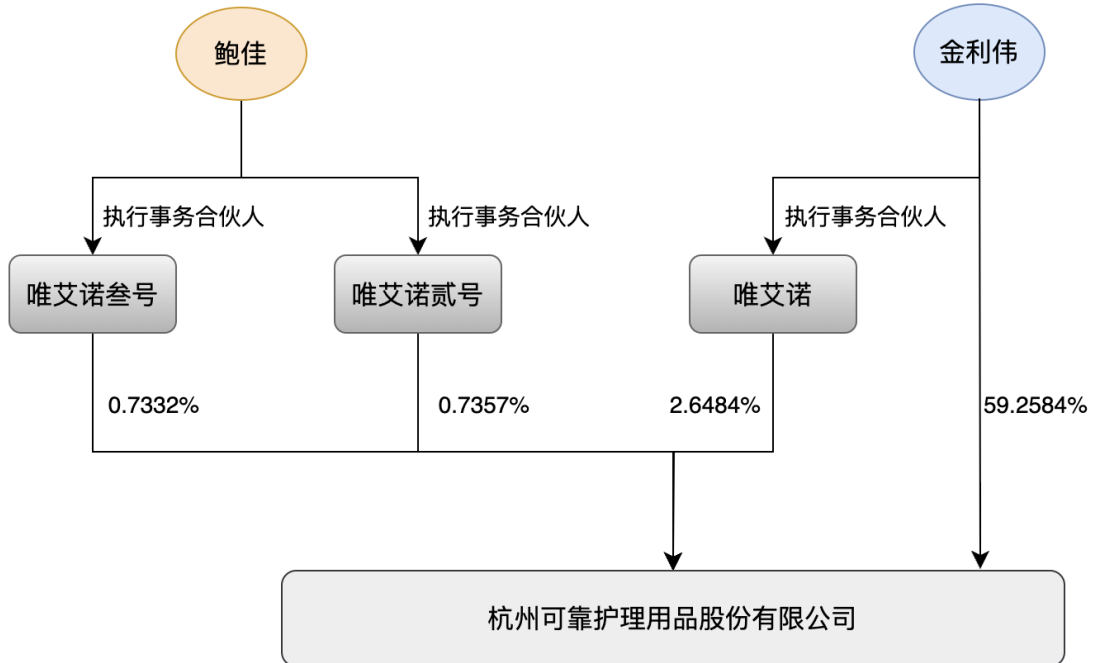 鲍佳
金利伟
执行事务合伙人
执行事务合伙人
执行事务合伙人
唯艾诺叁号
唯艾诺贰号
唯艾诺
0.7332%
0.7357%
2.6484%
59.2584%
杭州可靠护理用品股份有限公司